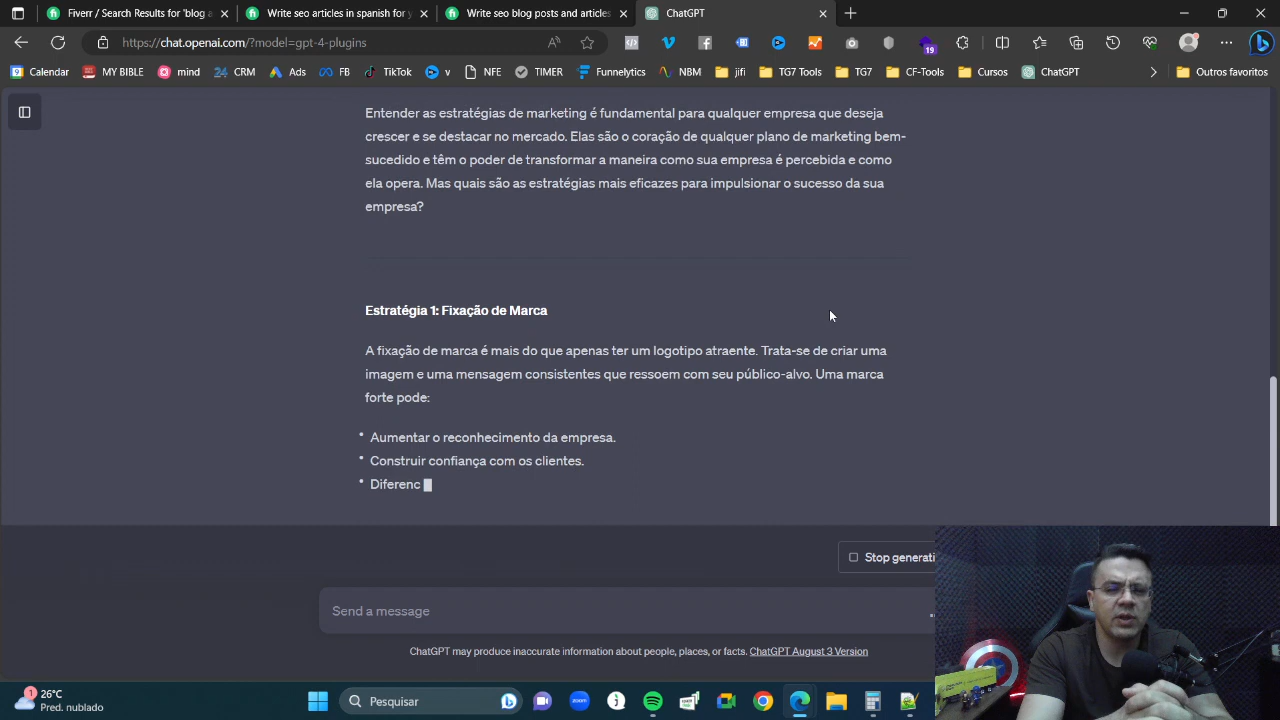 Fiverr / Search Results for 'blog a
Write seo articles in spanish for y
Write seo blog posts and articles
ChatGPT
https://chat.openai.com/?model=gpt-4-plugins
19
Calendar MY BIBLE mind CRM Ads FB TikTok v NFE TIMER Funnelytics NBM jifi TG7 Tools TG7 CF-Tools Cursos ChatGPT Outros favoritos
Entender as estratégias de marketing é fundamental para qualquer empresa que deseja
crescer e se destacar no mercado. Elas são o coração de qualquer plano de marketing bem-
sucedido e têm o poder de transformar a maneira como sua empresa é percebida e como
ela opera. Mas quais são as estratégias mais eficazes para impulsionar o sucesso da sua
empresa?
Estratégia 1: Fixação de Marca
A fixação de marca é mais do que apenas ter um logotipo atraente. Trata-se de criar uma
imagem e uma mensagem consistentes que ressoem com seu público-alvo. Uma marca
forte pode:
• Aumentar o reconhecimento da empresa.
• Construir confiança com os clientes.
• Diferenc
Stop generati
Send a message
ChatGPT may produce inaccurate information about people, places, or facts. ChatGPT August 3 Version
1
26°C
Pred. nublado
Pesquisar
zoom